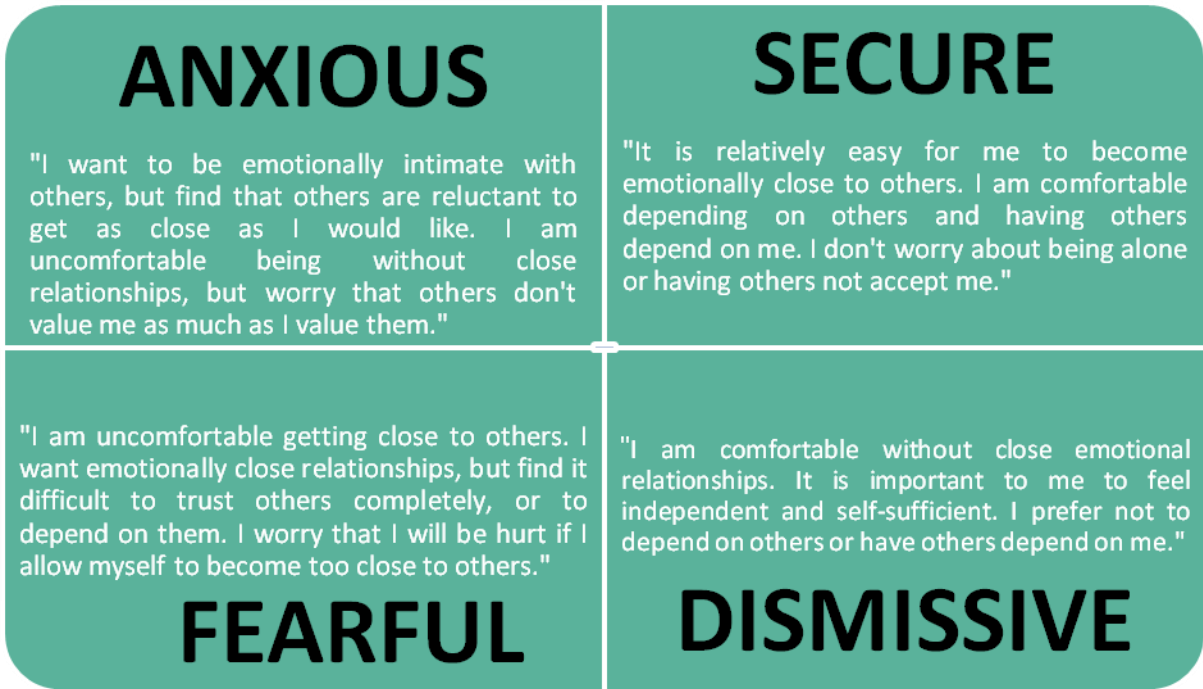 ANXIOUS
"I want to be emotionally intimate with
others, but find that others are reluctant to
get as close as I would like. I am
uncomfortable being without close
relationships, but worry that others don't
value me as much as I value them."
SECURE
"It is relatively easy for me to become
emotionally close to others. I am comfortable
depending on others and having others
depend on me. I don't worry about being alone
or having others not accept me."
"I am uncomfortable getting close to others. I
want emotionally close relationships, but find it
difficult to trust others completely, or to
depend on them. I worry that I will be hurt if I
allow myself to become too close to others."
FEARFUL
"I am comfortable without close emotional
relationships. It is important to me to feel
independent and self-sufficient. I prefer not to
depend on others or have others depend on me."
DISMISSIVE